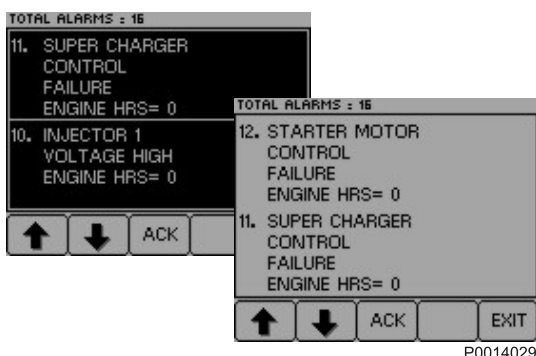 TOTAL ALARMS : 16
11. SUPER CHARGER
CONTROL
FAILURE
ENGINE HRS= 0
10. INJECTOR 1
VOLTAGE HIGH
ENGINE HRS= 0
ACK
TOTAL ALARMS : 16
12. STARTER MOTOR
CONTROL
FAILURE
ENGINE HRS= 0
11. SUPER CHARGER
CONTROL
FAILURE
ENGINE HRS= 0
ACK
EXIT
P0014029